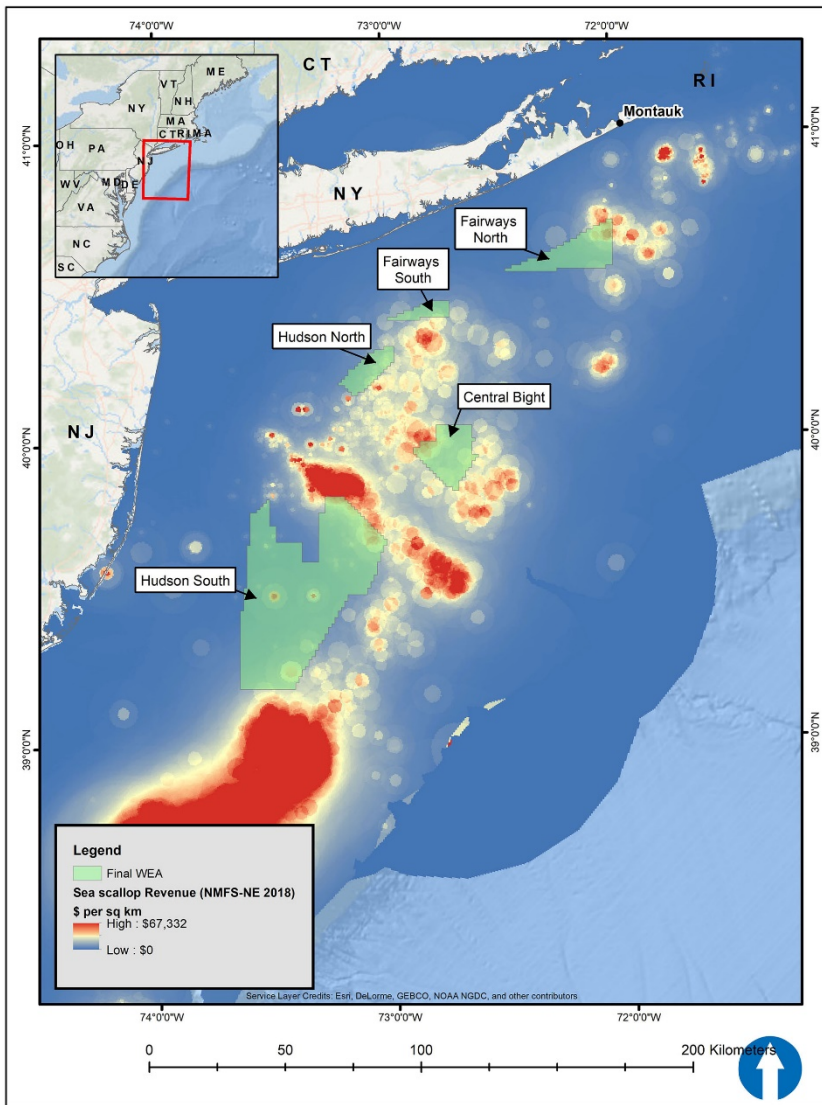 74°0'0"W
73°0'0"W
72°0'0"W
ME
VT
NH
NY
MA
CT RI MA
OH
PA
NJ
WV
MD
DE
VA
NC
SC
CT
RI
Montauk
NY
NJ
Fairways
North
Fairways
South
Hudson North
Central Bight
Hudson South
41°0'0"N
40°0'0"N
39°0'0"N
41°0'0"N
40°0'0"N
39°0'0"N
Legend
Final WEA
Sea scallop Revenue (NMFS-NE 2018)
$ per sq km
High : $67,332
Low : $0
Service Layer Credits: Esri, DeLorme, GEBCO, NOAA NGDC, and other contributors
74°0'0"W
73°0'0"W
72°0'0"W
0
50
100
200 Kilometers